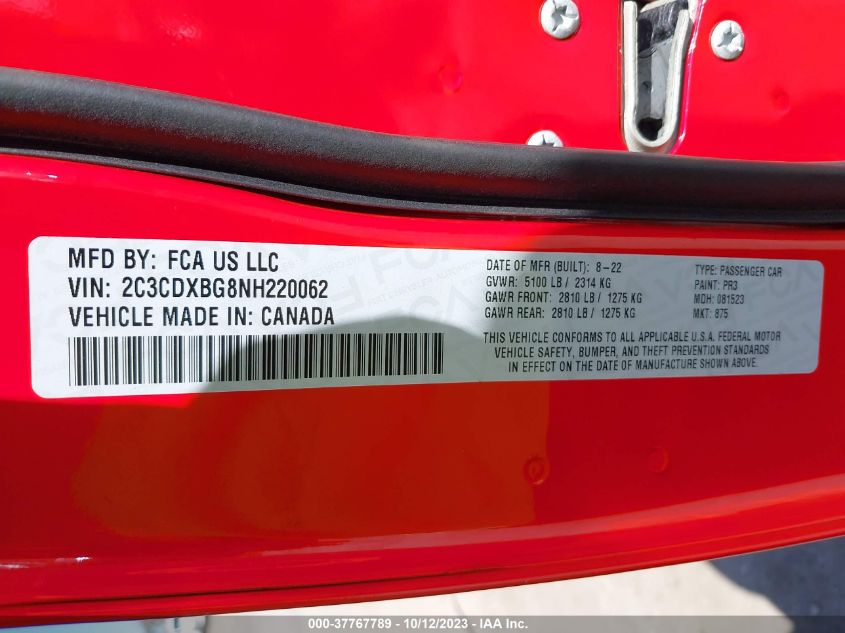 MFD BY: FCA US LLC
VIN: 2C3CDXBG8NH220062
VEHICLE MADE IN: CANADA
DATE OF MFR (BUILT): 8-22
GVWR: 5100 LB/ 2314 KG
GAWR FRONT: 2810 LB/ 1275 KG
GAWR REAR: 2810 LB/ 1275 KG
TYPE: PASSENGER CAR
PAINT: PR3
MDH: 081523
MKT: 875
THIS VEHICLE CONFORMS TO ALL APPLICABLE U.S.A. FEDERAL MOTOR
VEHICLE SAFETY, BUMPER, AND THEFT PREVENTION STANDARDS
IN EFFECT ON THE DATE OF MANUFACTURE SHOWN ABOVE.
000-37767789 - 10/12/2023 - IAA Inc.